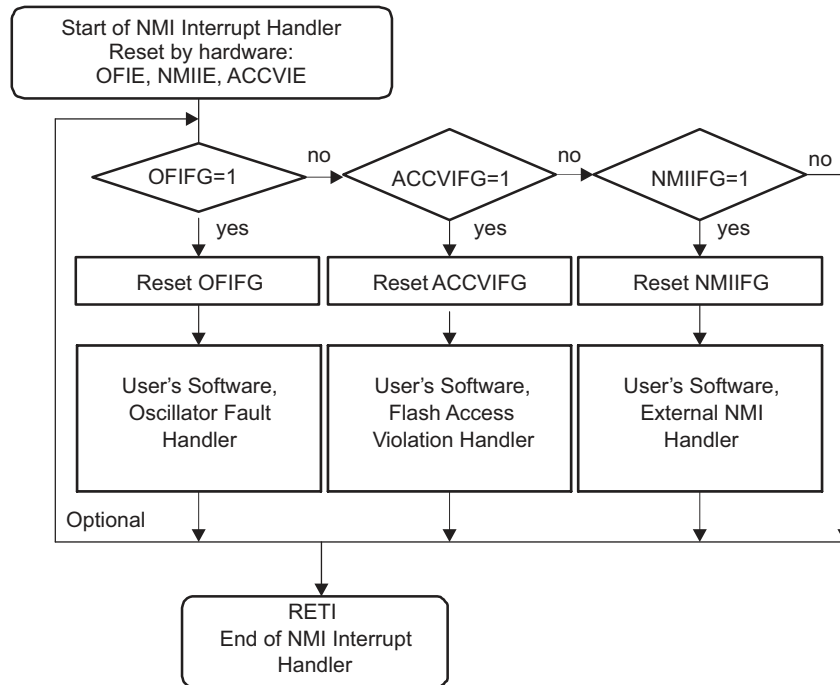 Start of NMI Interrupt Handler
Reset by hardware:
OFIE, NMIIE, ACCVIE
OFIFG=1
no
ACCVIFG=1
no
NMIIFG=1
no
yes
yes
yes
Reset OFIFG
Reset ACCVIFG
Reset NMIIFG
User's Software,
Oscillator Fault
Handler
User's Software,
Flash Access
Violation Handler
User's Software,
External NMI
Handler
Optional
RETI
End of NMI Interrupt
Handler